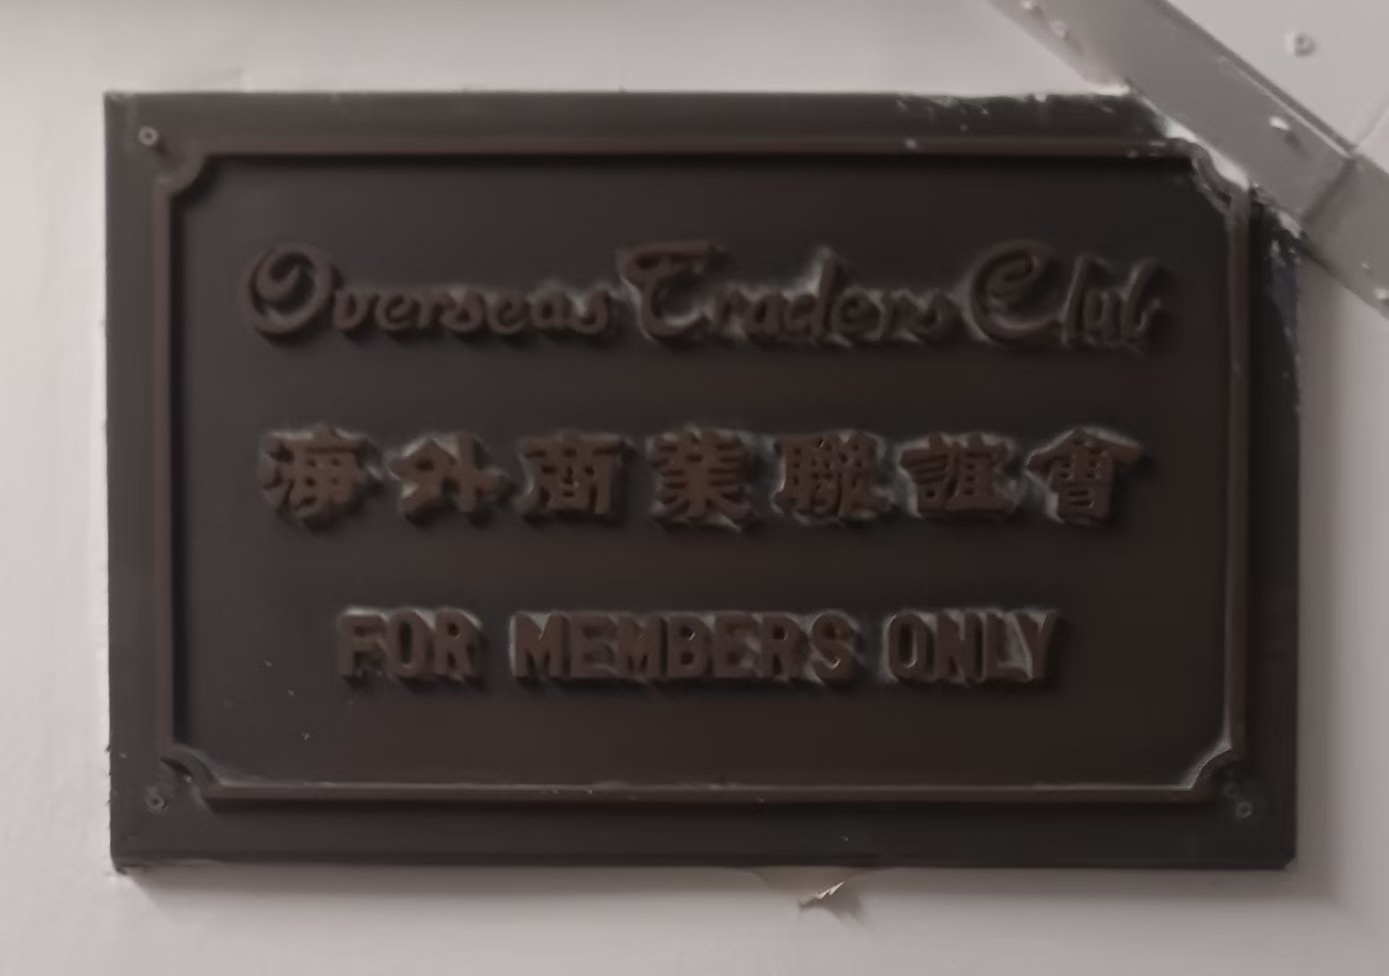 Overseas Traders Club
海外商業聯誼會
FOR MEMBERS ONLY